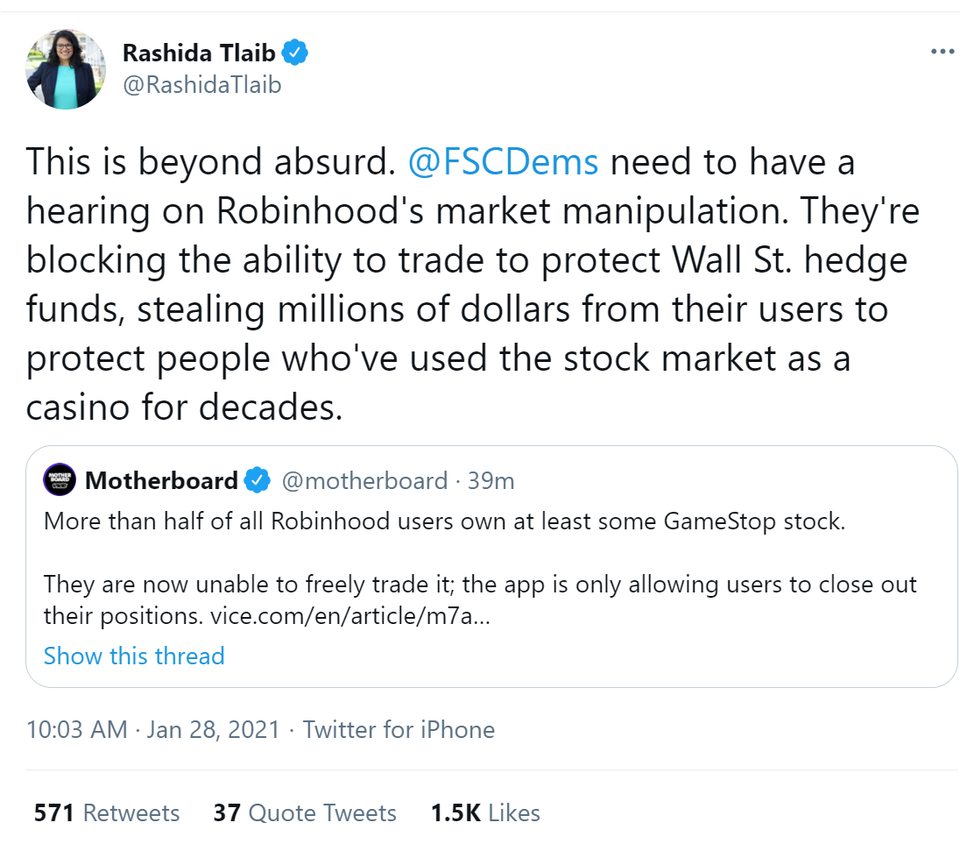 Rashida Tlaib
@RashidaTlaib
This is beyond absurd. @FSCDems need to have a
hearing on Robinhood's market manipulation. They're
blocking the ability to trade to protect Wall St. hedge
funds, stealing millions of dollars from their users to
protect people who've used the stock market as a
casino for decades.
MOTHER
BOARD
Motherboard @motherboard · 39m
More than half of all Robinhood users own at least some GameStop stock.
They are now unable to freely trade it; the app is only allowing users to close out
their positions. vice.com/en/article/m7a...
Show this thread
10:03 AM · Jan 28, 2021 · Twitter for iPhone
571 Retweets 37 Quote Tweets 1.5K Likes